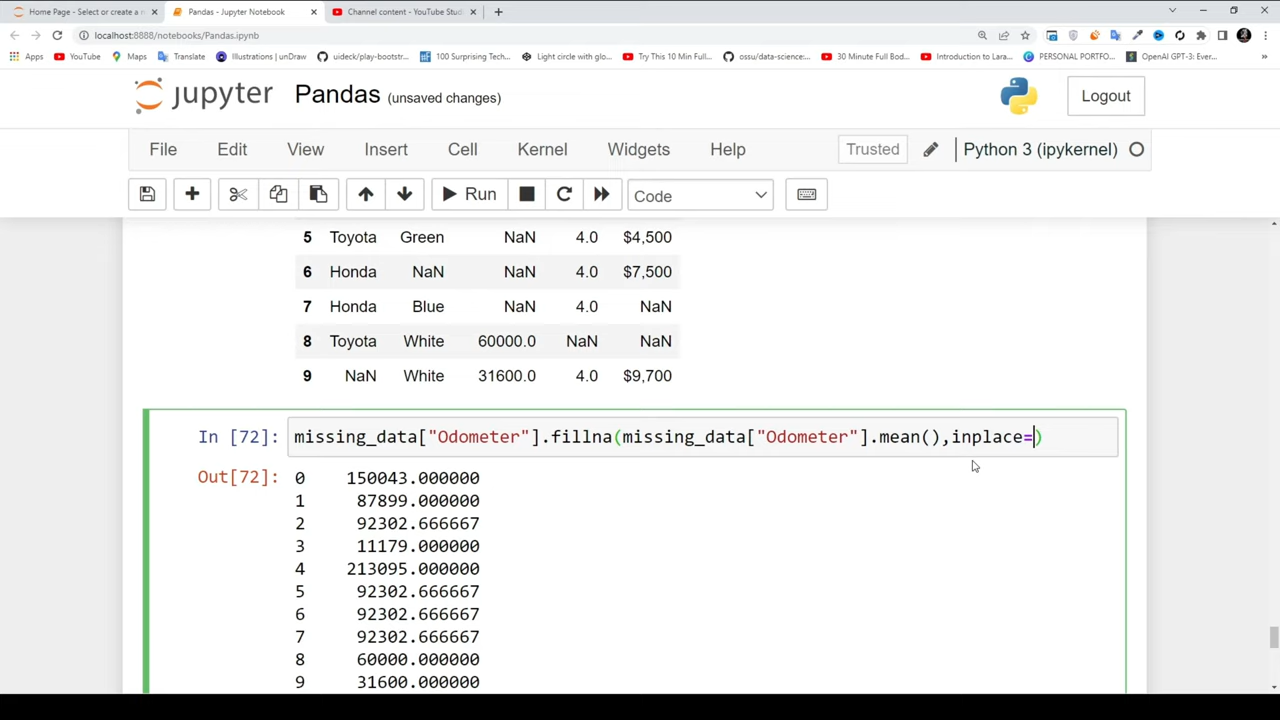 Home Page - Select or create a n
Pandas - Jupyter Notebook
Channel content - YouTube Stud
localhost:8888/notebooks/Pandas.ipynb
Apps YouTube Maps Translate Illustrations | unDraw uideck/play-bootstr... 100 Surprising Tech... Light circle with glo... Try This 10 Min Full... ossu/data-science:... 30 Minute Full Bod... Introduction to Lara... PERSONAL PORTFO... OpenAI GPT-3: Ever... »
jupyter Pandas (unsaved changes) Logout
File Edit View Insert Cell Kernel Widgets Help Trusted Python 3 (ipykernel)
Run Code
5 Toyota Green NaN 4.0 $4,500
6 Honda NaN NaN 4.0 $7,500
7 Honda Blue NaN 4.0 NaN
8 Toyota White 60000.0 NaN NaN
9 NaN White 31600.0 4.0 $9,700
In [72]: missing_data["Odometer"].fillna(missing_data["Odometer"].mean(),inplace=)
Out[72]: 0 150043.000000
1 87899.000000
2 92302.666667
3 11179.000000
4 213095.000000
5 92302.666667
6 92302.666667
7 92302.666667
8 60000.000000
9 31600.000000